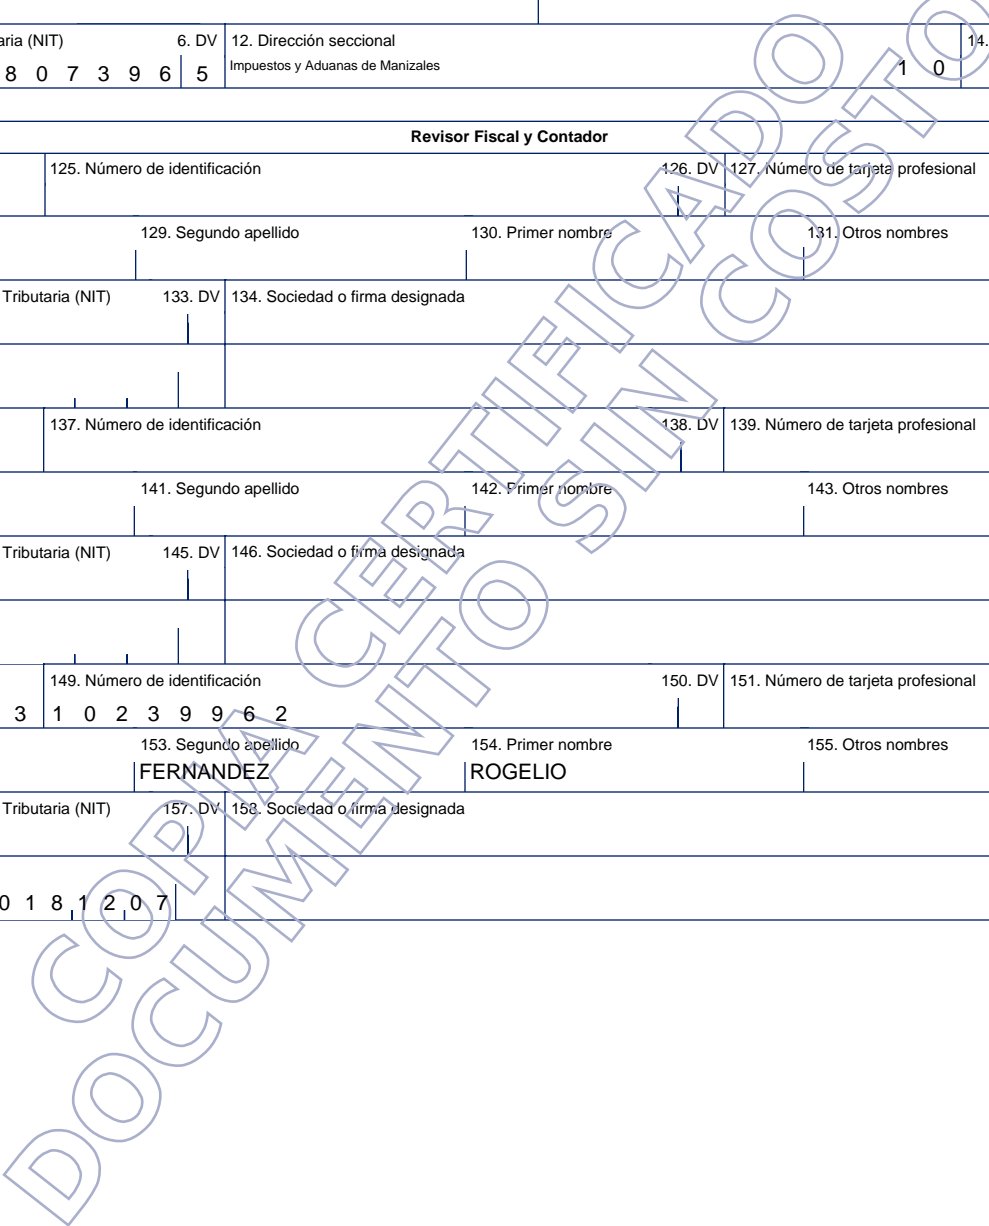 aria (NIT) 6. DV 12. Dirección seccional 14.
8 0 7 3 9 6 5 Impuestos y Aduanas de Manizales 1 0
Revisor Fiscal y Contador
125. Número de identificación 126. DV 127. Número de tarjeta profesional
129. Segundo apellido 130. Primer nombre 131. Otros nombres
Tributaria (NIT) 133. DV 134. Sociedad o firma designada
137. Número de identificación 138. DV 139. Número de tarjeta profesional
141. Segundo apellido 142. Primer nombre 143. Otros nombres
Tributaria (NIT) 145. DV 146. Sociedad o firma designada
149. Número de identificación 150. DV 151. Número de tarjeta profesional
3 1 0 2 3 9 9 6 2
153. Segundo apellido 154. Primer nombre 155. Otros nombres
FERNANDEZ ROGELIO
Tributaria (NIT) 157. DV 158. Sociedad o firma designada
0 1 8 1 2 0 7
COPIA CERTIFICADO
DOCUMENTO SIN COSTO